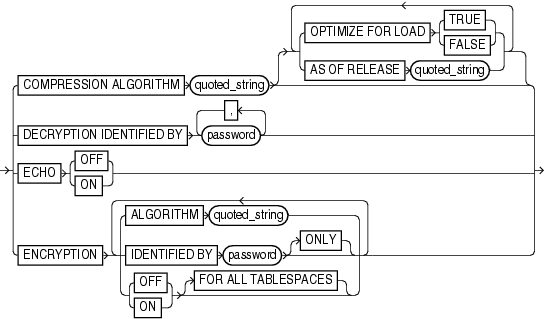 OPTIMIZE FOR LOAD
TRUE
FALSE
AS OF RELEASE quoted_string
COMPRESSION ALGORITHM quoted_string
,
DECRYPTION IDENTIFIED BY password
ECHO
OFF
ON
ALGORITHM quoted_string
ENCRYPTION
IDENTIFIED BY password
ONLY
OFF
ON
FOR ALL TABLESPACES